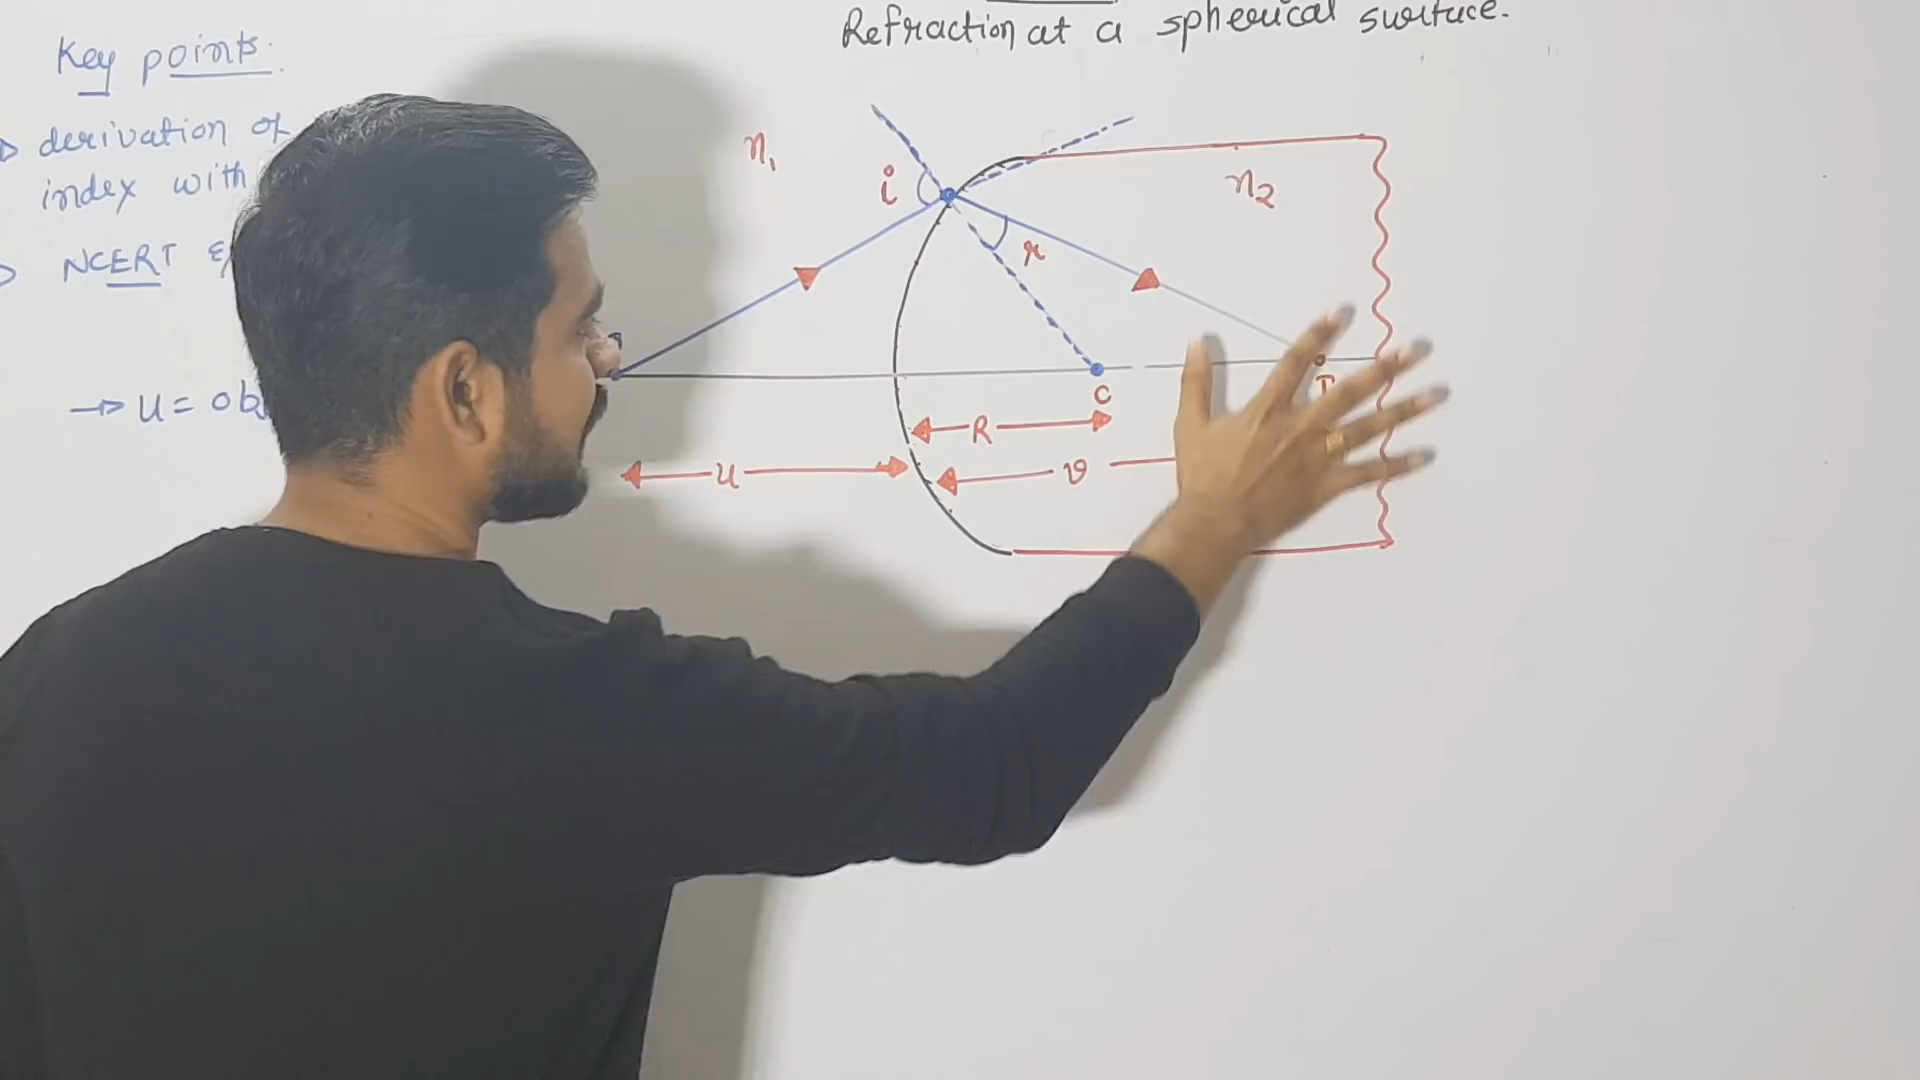 Refraction at a spherical surface.
Key points.
derivation of
index with
NCERT
→ u = ob
n₁
i
n₂
r
C
I
R
u
v